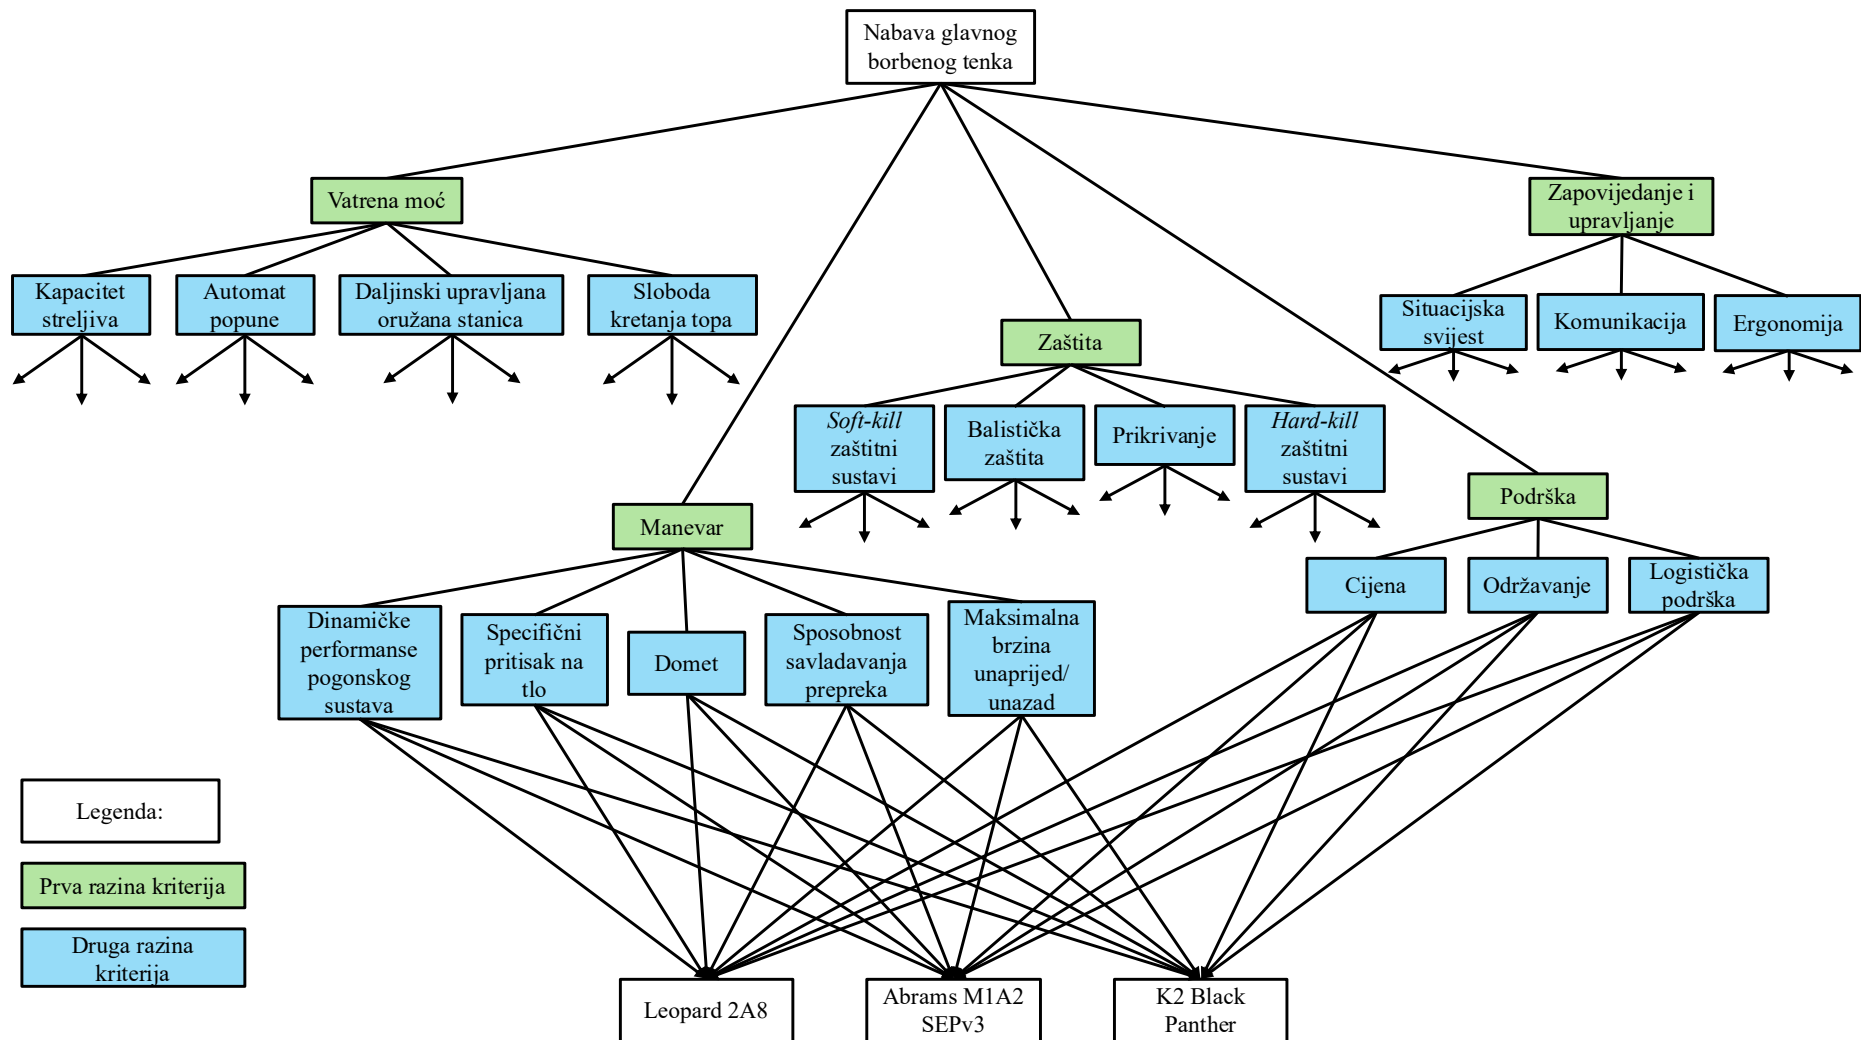 Nabava glavnog
borbenog tenka
Vatrena moć
Zapovijedanje i
upravljanje
Kapacitet
streljiva
Automat
popune
Daljinski upravljana
oružana stanica
Sloboda
kretanja topa
Situacijska
svijest
Komunikacija
Ergonomija
Zaštita
Soft-kill
zaštitni
sustavi
Balistička
zaštita
Prikrivanje
Hard-kill
zaštitni
sustavi
Podrška
Manevar
Cijena
Održavanje
Logistička
podrška
Dinamičke
performanse
pogonskog
sustava
Specifični
pritisak na
tlo
Domet
Sposobnost
savladavanja
prepreka
Maksimalna
brzina
unaprijed/
unazad
Legenda:
Prva razina kriterija
Druga razina
kriterija
Leopard 2A8
Abrams M1A2
SEPv3
K2 Black
Panther